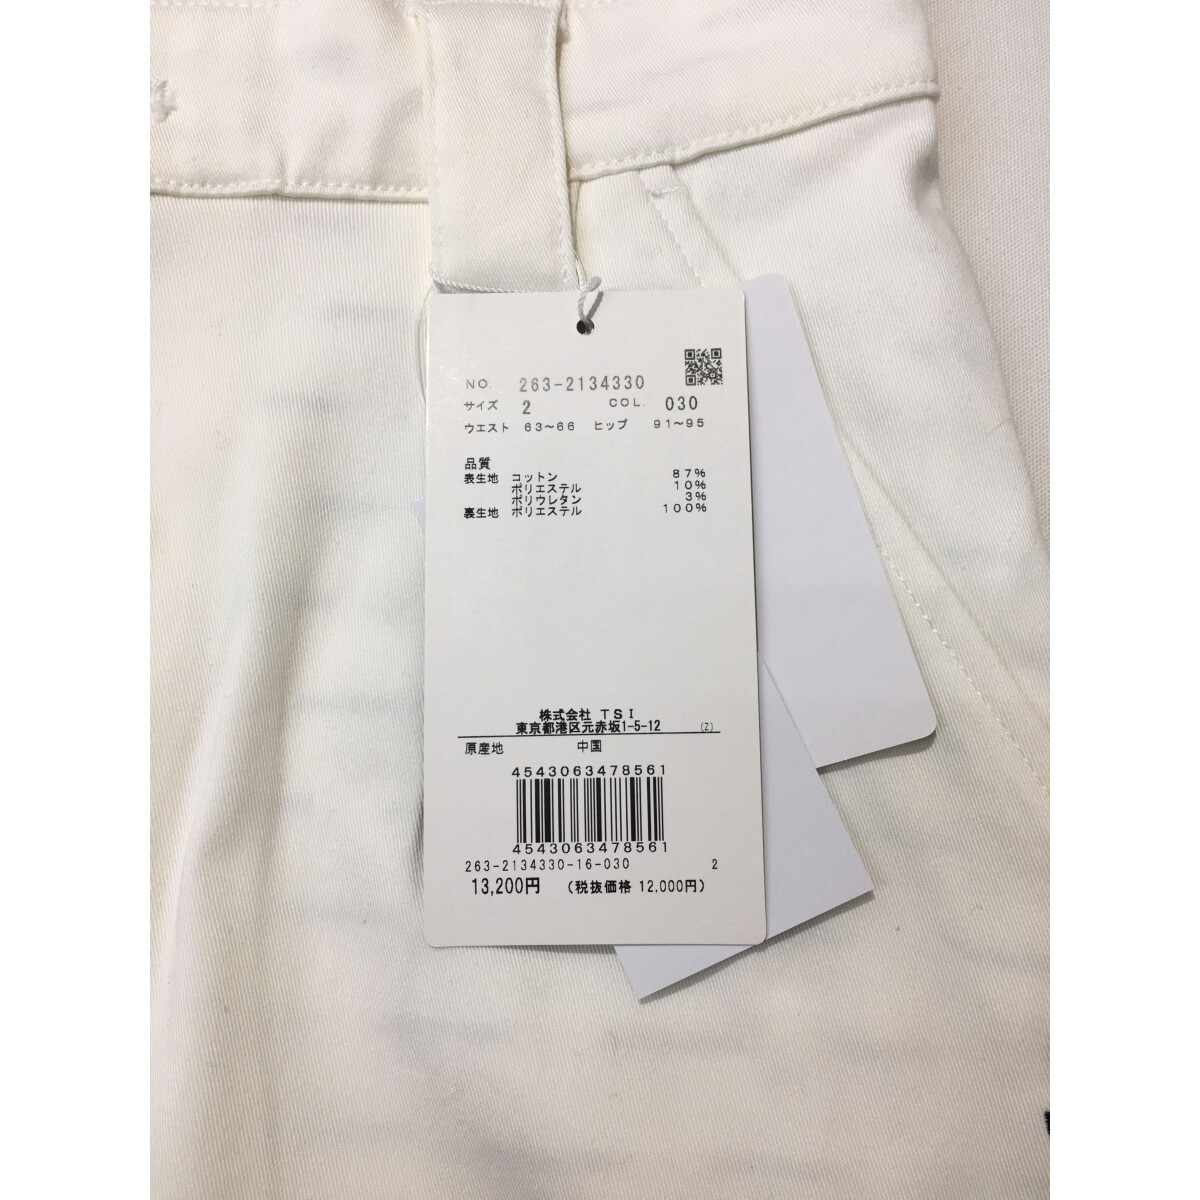 NO. 263-2134330
サイズ 2 COL. 030
ウエスト 63～66 ヒップ 91～95
品質
表生地 コットン 87%
ポリエステル 10%
ポリウレタン 3%
裏生地 ポリエステル 100%
株式会社 TSI
東京都港区元赤坂1-5-12 (Z)
原産地 中国
4543063478561
4543063478561
263-2134330-16-030 2
13,200円 (税抜価格 12,000円)